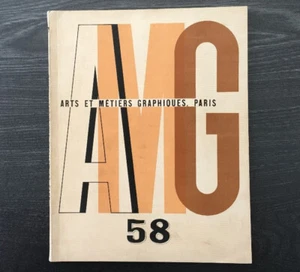 AMG
ARTS ET MÉTIERS GRAPHIQUES, PARIS
58